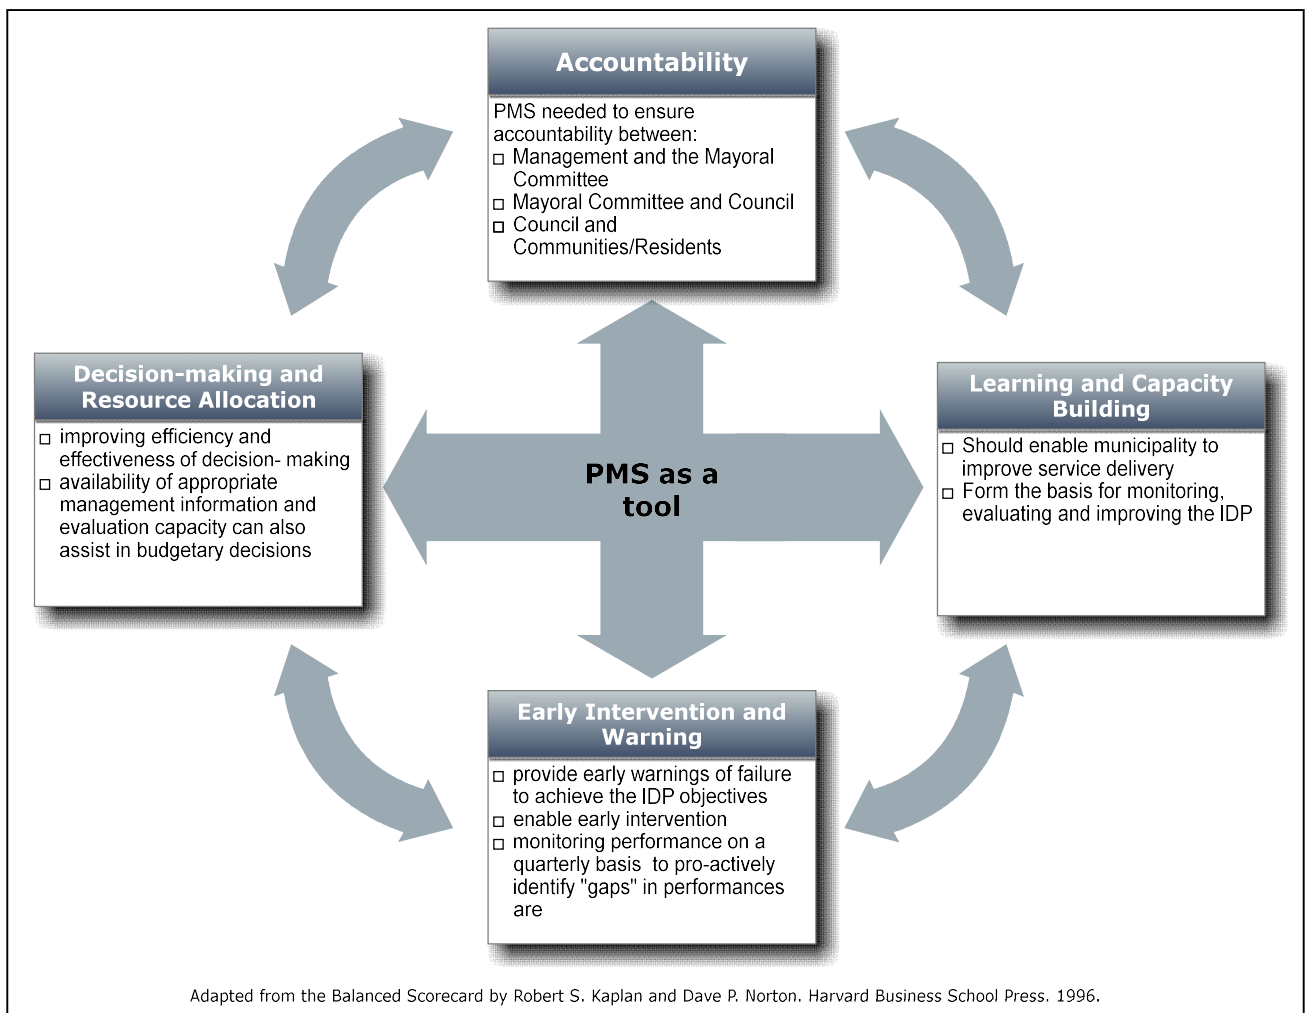 Accountability
PMS needed to ensure
accountability between:
Management and the Mayoral
Committee
Mayoral Committee and Council
Council and
Communities/Residents
Decision-making and
Resource Allocation
improving efficiency and
effectiveness of decision- making
availability of appropriate
management information and
evaluation capacity can also
assist in budgetary decisions
PMS as a
tool
Learning and Capacity
Building
Should enable municipality to
improve service delivery
Form the basis for monitoring,
evaluating and improving the IDP
Early Intervention and
Warning
provide early warnings of failure
to achieve the IDP objectives
enable early intervention
monitoring performance on a
quarterly basis  to pro-actively
identify "gaps" in performances
are
Adapted from the Balanced Scorecard by Robert S. Kaplan and Dave P. Norton. Harvard Business School Press. 1996.